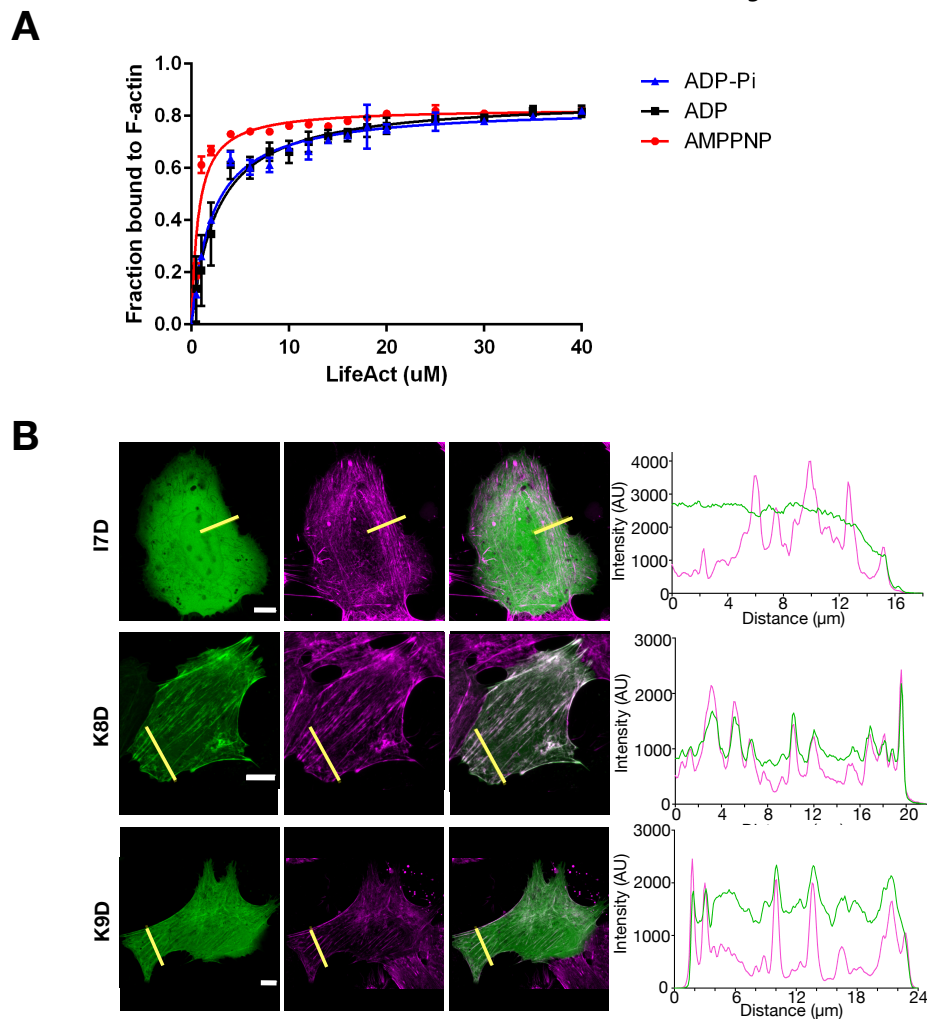 A
Fraction bound to F-actin
1.0
0.8
0.6
0.4
0.2
0.0
0 10 20 30 40
LifeAct (uM)
ADP-Pi
ADP
AMPPNP
B
I7D
Intensity (AU)
4000
3000
2000
1000
0
0 4 8 12 16
Distance (µm)
K8D
Intensity (AU)
3000
2000
1000
0
4 8 12 16 20
K9D
Intensity (AU)
3000
2000
1000
0
0 6 12 18 24
Distance (µm)